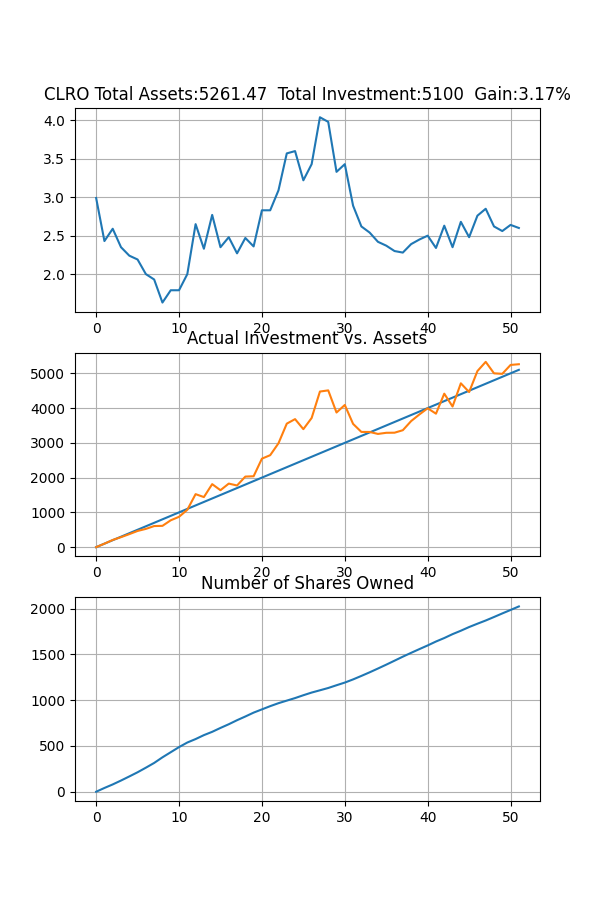 CLRO Total Assets:5261.47  Total Investment:5100  Gain:3.17%
4.0
3.5
3.0
2.5
2.0
0 10 20 30 40 50
Actual Investment vs. Assets
5000
4000
3000
2000
1000
0
0 10 20 30 40 50
Number of Shares Owned
2000
1500
1000
500
0
0 10 20 30 40 50